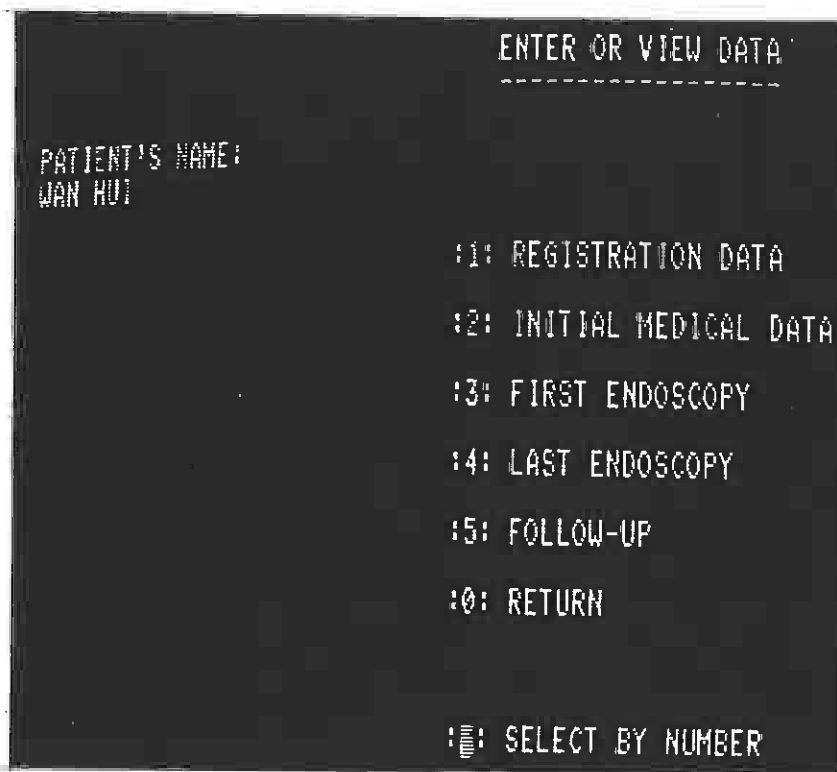 ENTER OR VIEW DATA
------------------
PATIENT'S NAME:
WAN HUI
:1: REGISTRATION DATA
:2: INITIAL MEDICAL DATA
:3: FIRST ENDOSCOPY
:4: LAST ENDOSCOPY
:5: FOLLOW-UP
:0: RETURN
: : SELECT BY NUMBER